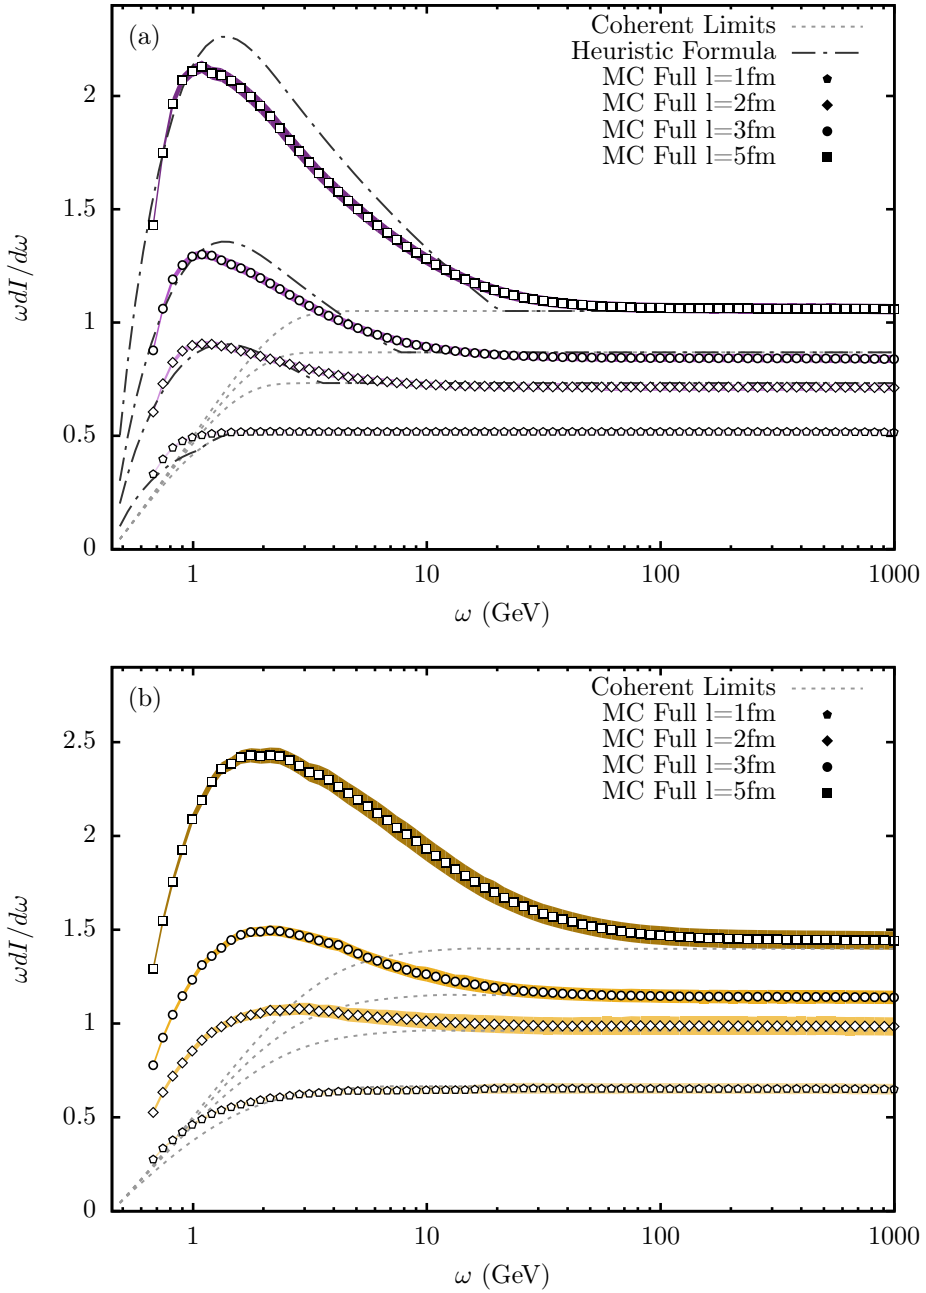 (a)
Coherent Limits
Heuristic Formula
MC Full l=1fm
MC Full l=2fm
MC Full l=3fm
MC Full l=5fm
ωdI/dω
2
1.5
1
0.5
0
1 10 100 1000
ω (GeV)
(b)
Coherent Limits
MC Full l=1fm
MC Full l=2fm
MC Full l=3fm
MC Full l=5fm
ωdI/dω
2.5
2
1.5
1
0.5
0
1 10 100 1000
ω (GeV)